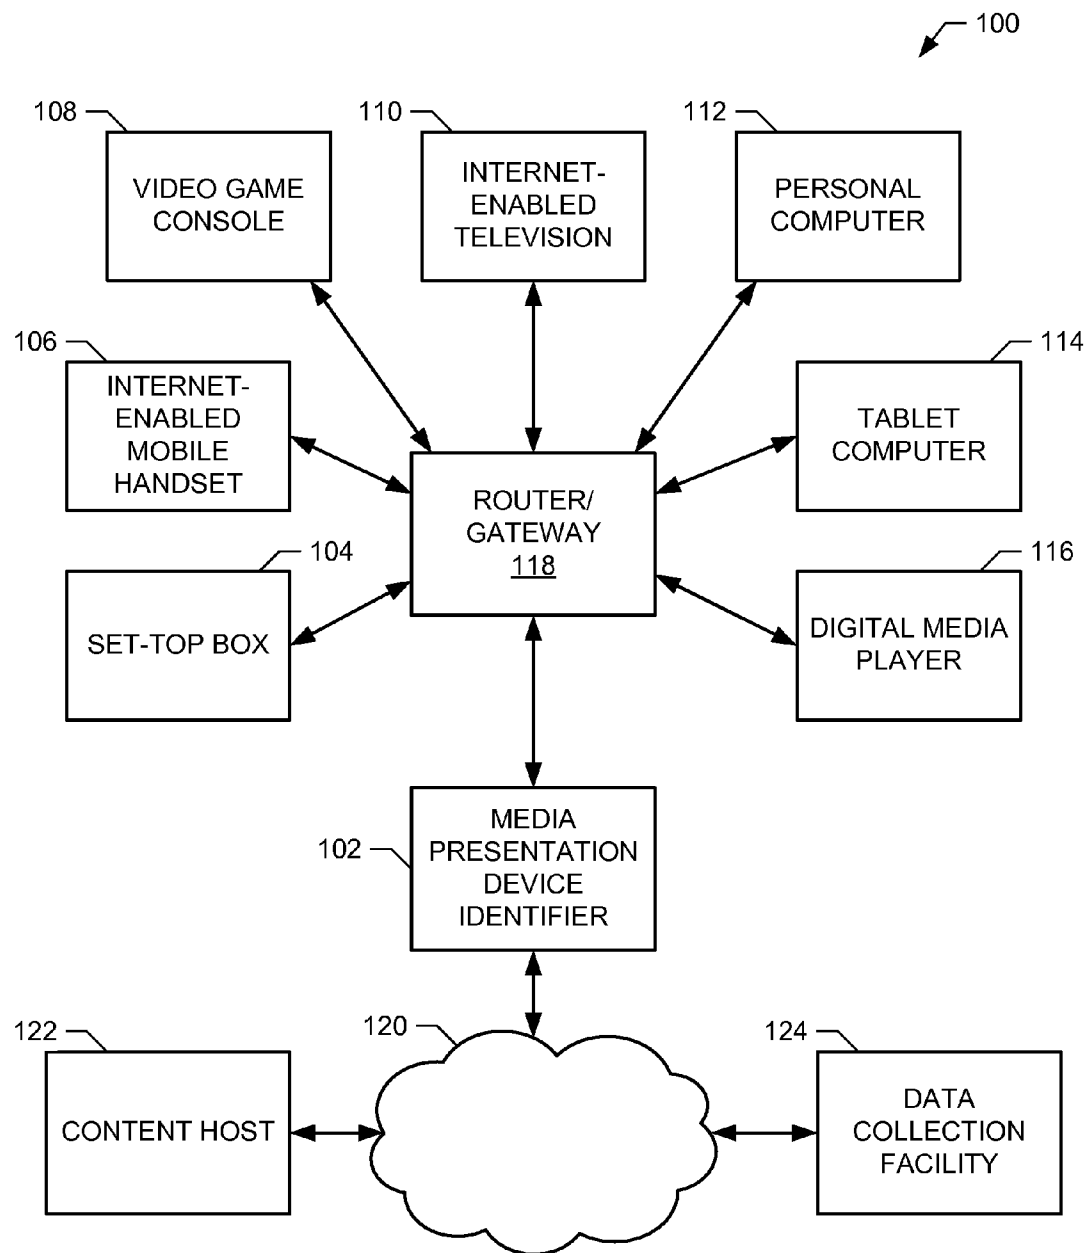 100
108
VIDEO GAME
CONSOLE
110
INTERNET-
ENABLED
TELEVISION
112
PERSONAL
COMPUTER
106
INTERNET-
ENABLED
MOBILE
HANDSET
114
TABLET
COMPUTER
ROUTER/
GATEWAY
118
104
SET-TOP BOX
116
DIGITAL MEDIA
PLAYER
102
MEDIA
PRESENTATION
DEVICE
IDENTIFIER
122
CONTENT HOST
120
124
DATA
COLLECTION
FACILITY